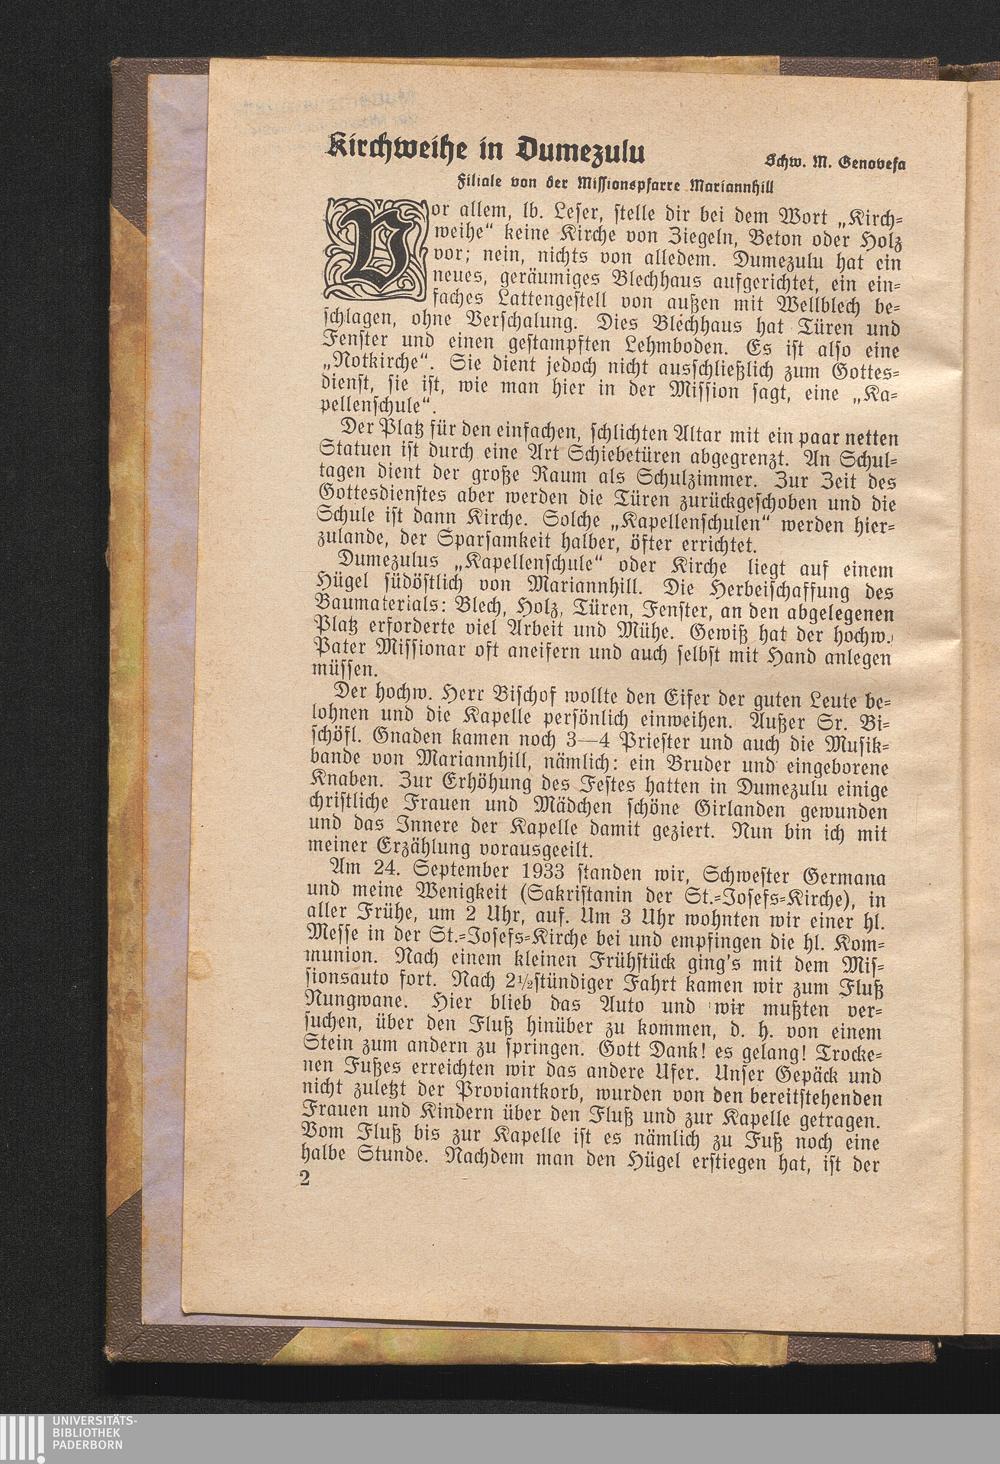 Kirchweihe in Dumezulu
Schw. M. Genovefa
Filiale von der Missionspfarre Mariannhill
Vor allem, lb. Leser, stelle dir bei dem Wort „Kirch-
weihe“ keine Kirche von Ziegeln, Beton oder Holz
vor; nein, nichts von alledem. Dumezulu hat ein
neues, geräumiges Blechhaus aufgerichtet, ein ein-
faches Lattengestell von außen mit Wellblech be-
schlagen, ohne Verschalung. Dies Blechhaus hat Türen und
Fenster und einen gestampften Lehmboden. Es ist also eine
„Notkirche“. Sie dient jedoch nicht ausschließlich zum Gottes-
dienst, sie ist, wie man hier in der Mission sagt, eine „Ka-
pellenschule“.
Der Platz für den einfachen, schlichten Altar mit ein paar netten
Statuen ist durch eine Art Schiebetüren abgegrenzt. An Schul-
tagen dient der große Raum als Schulzimmer. Zur Zeit des
Gottesdienstes aber werden die Türen zurückgeschoben und die
Schule ist dann Kirche. Solche „Kapellenschulen“ werden hier-
zulande, der Sparsamkeit halber, öfter errichtet.
Dumezulus „Kapellenschule“ oder Kirche liegt auf einem
Hügel südöstlich von Mariannhill. Die Herbeischaffung des
Baumaterials: Blech, Holz, Türen, Fenster, an den abgelegenen
Platz erforderte viel Arbeit und Mühe. Gewiß hat der hochw.
Pater Missionar oft aneifern und auch selbst mit Hand anlegen
müssen.
Der hochw. Herr Bischof wollte den Eifer der guten Leute be-
lohnen und die Kapelle persönlich einweihen. Außer Sr. Bi-
schöfl. Gnaden kamen noch 3—4 Priester und auch die Musik-
bande von Mariannhill, nämlich: ein Bruder und eingeborene
Knaben. Zur Erhöhung des Festes hatten in Dumezulu einige
christliche Frauen und Mädchen schöne Girlanden gewunden
und das Innere der Kapelle damit geziert. Nun bin ich mit
meiner Erzählung vorausgeeilt.
Am 24. September 1933 standen wir, Schwester Germana
und meine Wenigkeit (Sakristanin der St.-Josefs-Kirche), in
aller Frühe, um 2 Uhr, auf. Um 3 Uhr wohnten wir einer hl.
Messe in der St.-Josefs-Kirche bei und empfingen die hl. Kom-
munion. Nach einem kleinen Frühstück ging's mit dem Mis-
sionsauto fort. Nach 2½stündiger Fahrt kamen wir zum Fluß
Nungwane. Hier blieb das Auto und wir mußten ver-
suchen, über den Fluß hinüber zu kommen, d. h. von einem
Stein zum andern zu springen. Gott Dank! es gelang! Trocke-
nen Fußes erreichten wir das andere Ufer. Unser Gepäck und
nicht zuletzt der Proviantkorb, wurden von den bereitstehenden
Frauen und Kindern über den Fluß und zur Kapelle getragen.
Vom Fluß bis zur Kapelle ist es nämlich zu Fuß noch eine
halbe Stunde. Nachdem man den Hügel erstiegen hat, ist der
2
UNIVERSITÄTS-
BIBLIOTHEK
PADERBORN